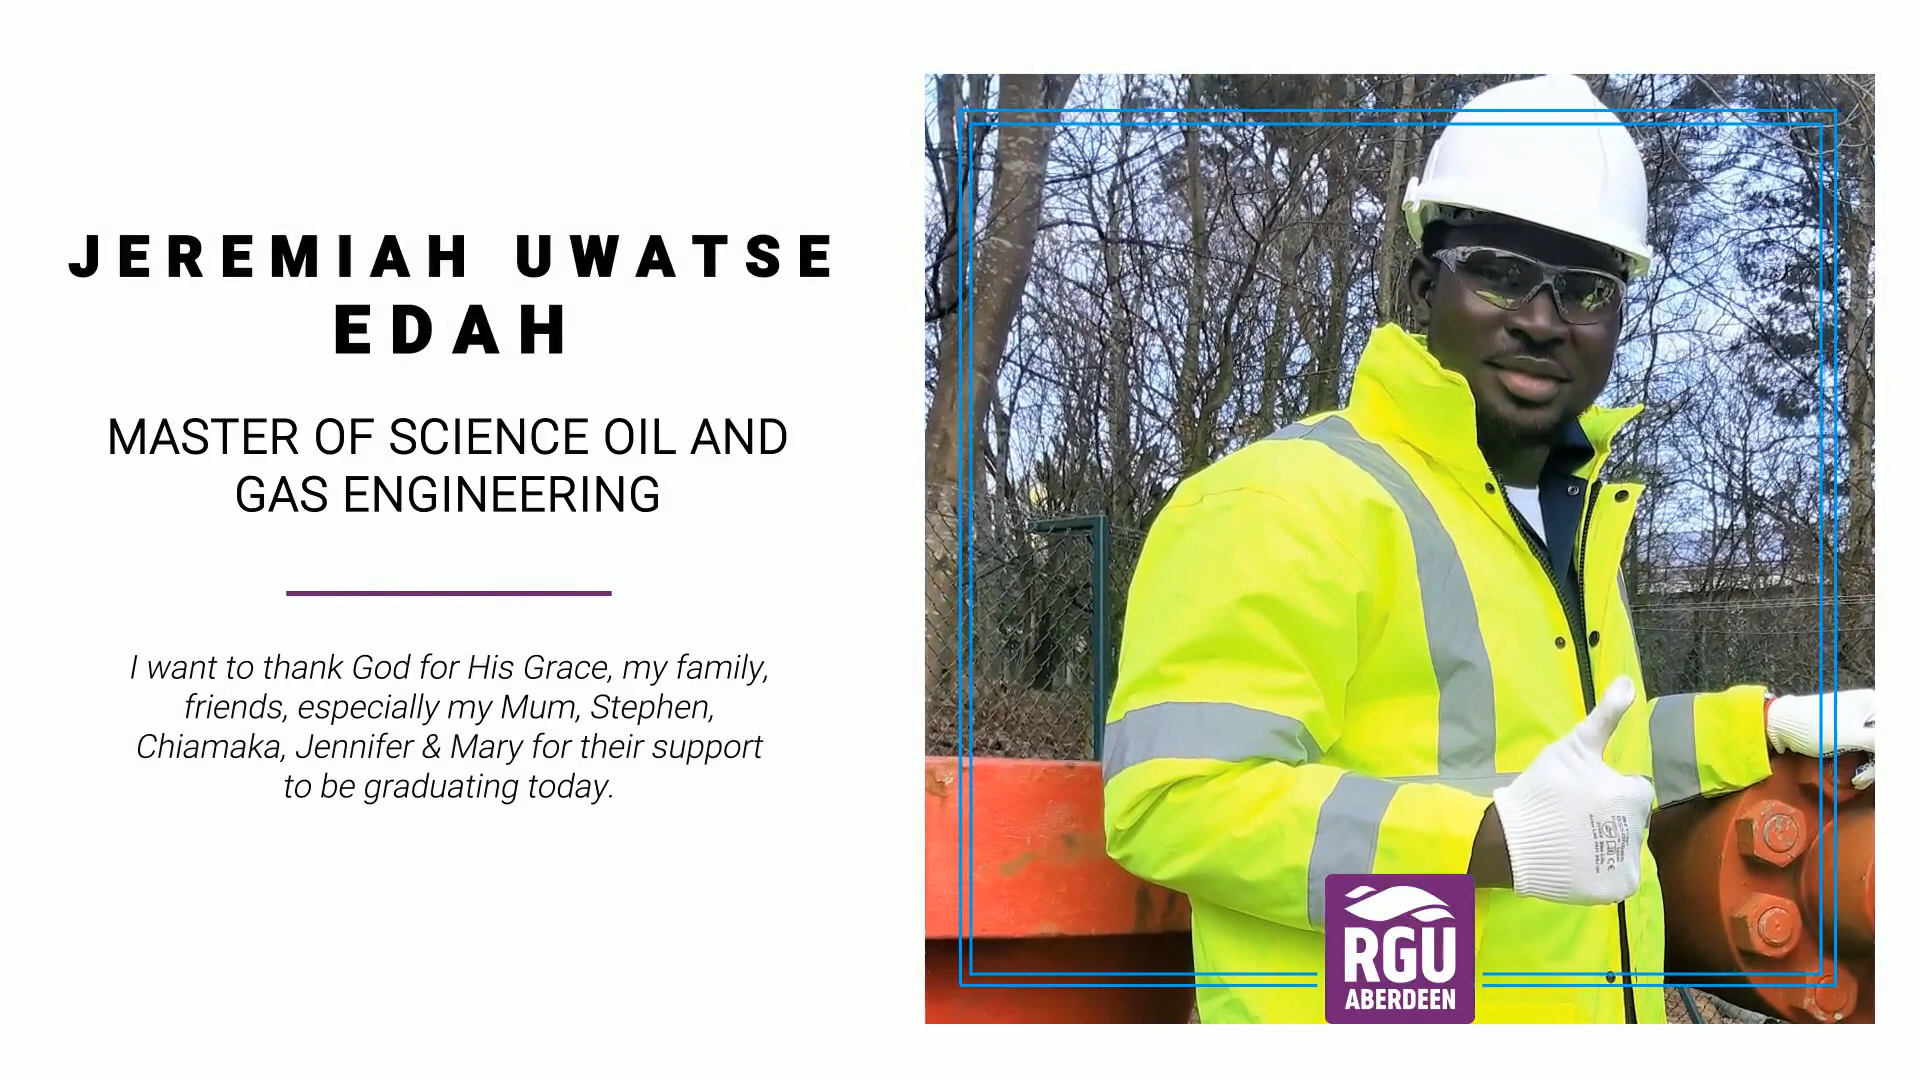 JEREMIAH UWATSE
EDAH
MASTER OF SCIENCE OIL AND
GAS ENGINEERING
I want to thank God for His Grace, my family,
friends, especially my Mum, Stephen,
Chiamaka, Jennifer & Mary for their support
to be graduating today.
RGU
ABERDEEN